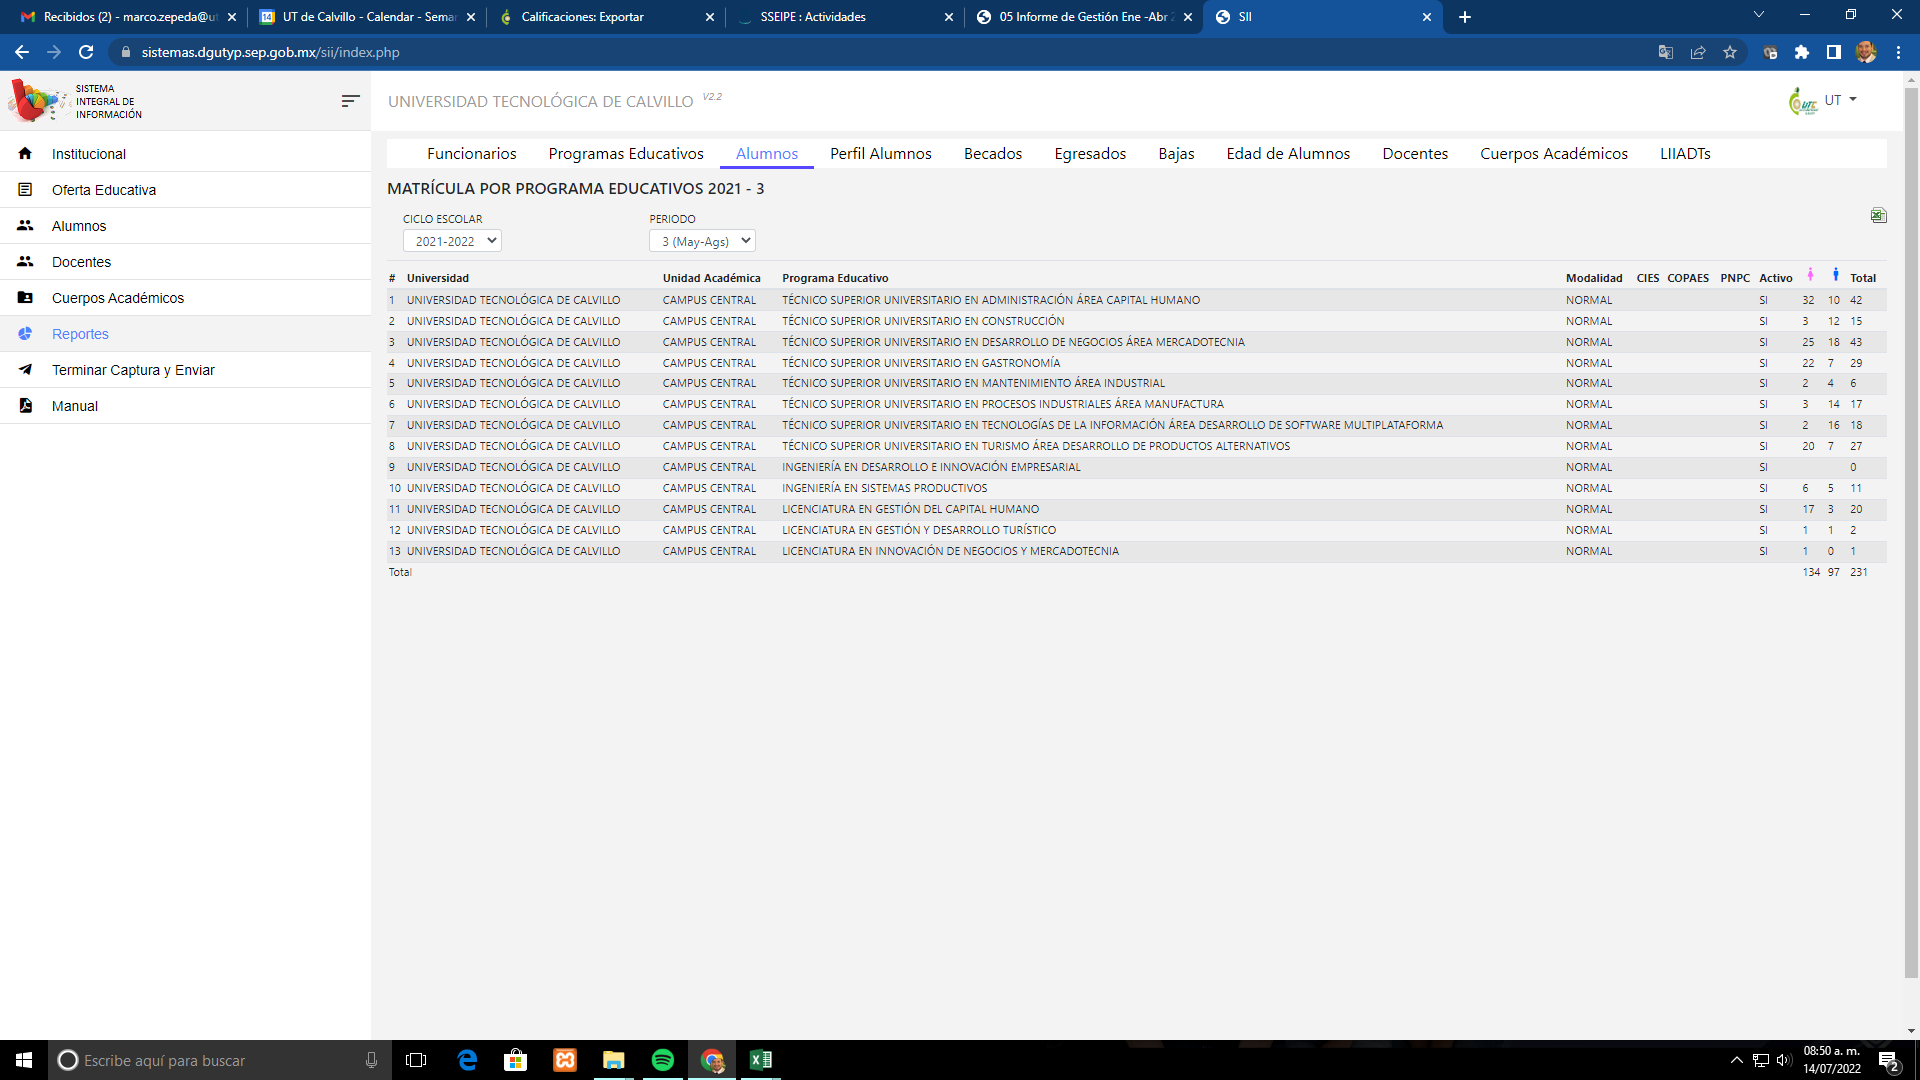 Recibidos (2) - marco.zepeda@ut
UT de Calvillo - Calendar - Sema
Calificaciones: Exportar
SSEIPE : Actividades
05 Informe de Gestión Ene -Abr 2
SII
sistemas.dgutyp.sep.gob.mx/sii/index.php
SISTEMA
INTEGRAL DE
INFORMACIÓN
UNIVERSIDAD TECNOLÓGICA DE CALVILLO V2.2
UT
Institucional
Oferta Educativa
Alumnos
Docentes
Cuerpos Académicos
Reportes
Terminar Captura y Enviar
Manual
Funcionarios Programas Educativos Alumnos Perfil Alumnos Becados Egresados Bajas Edad de Alumnos Docentes Cuerpos Académicos LIIADTs
MATRÍCULA POR PROGRAMA EDUCATIVOS 2021 - 3
CICLO ESCOLAR PERIODO
2021-2022 3 (May-Ags)
# Universidad Unidad Académica Programa Educativo Modalidad CIES COPAES PNPC Activo Total
1 UNIVERSIDAD TECNOLÓGICA DE CALVILLO CAMPUS CENTRAL TÉCNICO SUPERIOR UNIVERSITARIO EN ADMINISTRACIÓN ÁREA CAPITAL HUMANO NORMAL SI 32 10 42
2 UNIVERSIDAD TECNOLÓGICA DE CALVILLO CAMPUS CENTRAL TÉCNICO SUPERIOR UNIVERSITARIO EN CONSTRUCCIÓN NORMAL SI 3 12 15
3 UNIVERSIDAD TECNOLÓGICA DE CALVILLO CAMPUS CENTRAL TÉCNICO SUPERIOR UNIVERSITARIO EN DESARROLLO DE NEGOCIOS ÁREA MERCADOTECNIA NORMAL SI 25 18 43
4 UNIVERSIDAD TECNOLÓGICA DE CALVILLO CAMPUS CENTRAL TÉCNICO SUPERIOR UNIVERSITARIO EN GASTRONOMÍA NORMAL SI 22 7 29
5 UNIVERSIDAD TECNOLÓGICA DE CALVILLO CAMPUS CENTRAL TÉCNICO SUPERIOR UNIVERSITARIO EN MANTENIMIENTO ÁREA INDUSTRIAL NORMAL SI 2 4 6
6 UNIVERSIDAD TECNOLÓGICA DE CALVILLO CAMPUS CENTRAL TÉCNICO SUPERIOR UNIVERSITARIO EN PROCESOS INDUSTRIALES ÁREA MANUFACTURA NORMAL SI 3 14 17
7 UNIVERSIDAD TECNOLÓGICA DE CALVILLO CAMPUS CENTRAL TÉCNICO SUPERIOR UNIVERSITARIO EN TECNOLOGÍAS DE LA INFORMACIÓN ÁREA DESARROLLO DE SOFTWARE MULTIPLATAFORMA NORMAL SI 2 16 18
8 UNIVERSIDAD TECNOLÓGICA DE CALVILLO CAMPUS CENTRAL TÉCNICO SUPERIOR UNIVERSITARIO EN TURISMO ÁREA DESARROLLO DE PRODUCTOS ALTERNATIVOS NORMAL SI 20 7 27
9 UNIVERSIDAD TECNOLÓGICA DE CALVILLO CAMPUS CENTRAL INGENIERÍA EN DESARROLLO E INNOVACIÓN EMPRESARIAL NORMAL SI 0
10 UNIVERSIDAD TECNOLÓGICA DE CALVILLO CAMPUS CENTRAL INGENIERÍA EN SISTEMAS PRODUCTIVOS NORMAL SI 6 5 11
11 UNIVERSIDAD TECNOLÓGICA DE CALVILLO CAMPUS CENTRAL LICENCIATURA EN GESTIÓN DEL CAPITAL HUMANO NORMAL SI 17 3 20
12 UNIVERSIDAD TECNOLÓGICA DE CALVILLO CAMPUS CENTRAL LICENCIATURA EN GESTIÓN Y DESARROLLO TURÍSTICO NORMAL SI 1 1 2
13 UNIVERSIDAD TECNOLÓGICA DE CALVILLO CAMPUS CENTRAL LICENCIATURA EN INNOVACIÓN DE NEGOCIOS Y MERCADOTECNIA NORMAL SI 1 0 1
Total 134 97 231
Escribe aquí para buscar
08:50 a. m.
14/07/2022
2